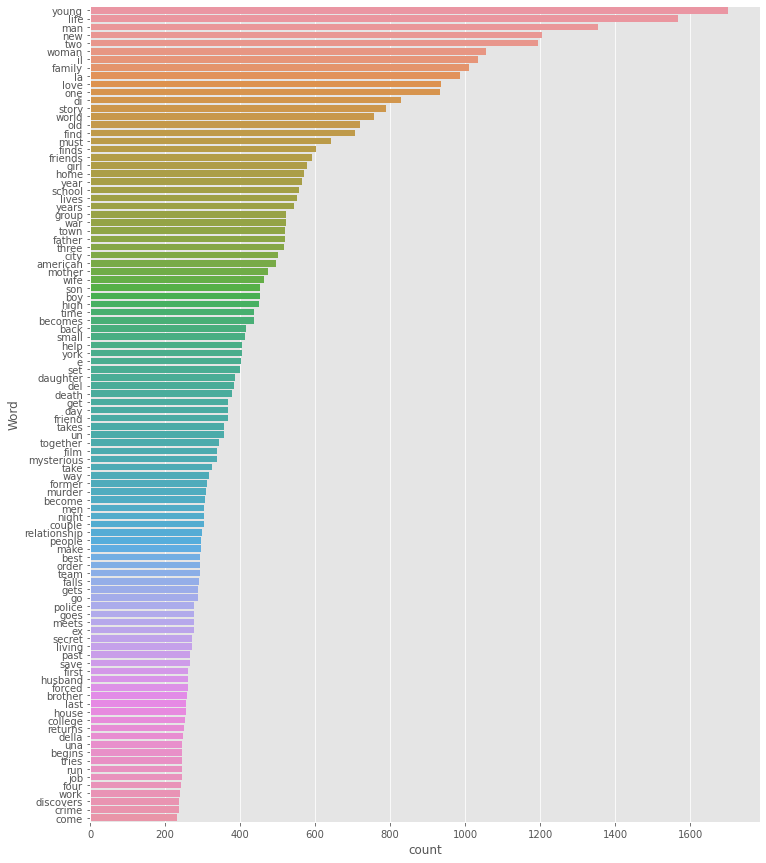 Word
young
life
man
new
two
woman
il
family
la
love
one
di
story
world
old
find
must
finds
friends
girl
home
year
school
lives
years
group
war
town
father
three
city
american
mother
wife
son
boy
high
time
becomes
back
small
help
york
e
set
daughter
del
death
get
day
friend
takes
un
together
film
mysterious
take
way
former
murder
become
men
night
couple
relationship
people
make
best
order
team
falls
gets
go
police
goes
meets
ex
secret
living
past
save
first
husband
forced
brother
last
house
college
returns
della
una
begins
tries
run
job
four
work
discovers
crime
come
0 200 400 600 800 1000 1200 1400 1600
count